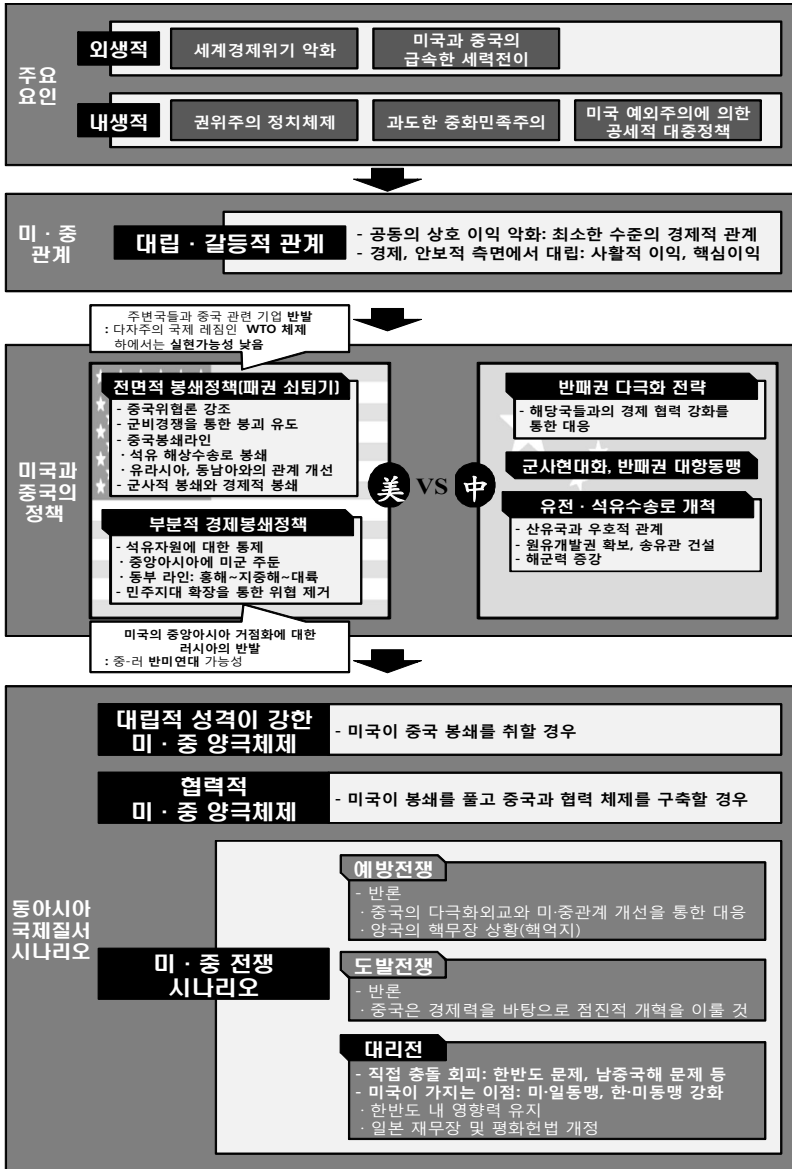 주요
요인
외생적
세계경제위기 악화
미국과 중국의
급속한 세력전이
내생적
권위주의 정치체제
과도한 중화민족주의
미국 예외주의에 의한
공세적 대중정책
미 · 중
관계
대립 · 갈등적 관계
- 공동의 상호 이익 악화: 최소한 수준의 경제적 관계
- 경제, 안보적 측면에서 대립: 사활적 이익, 핵심이익
주변국들과 중국 관련 기업 반발
: 다자주의 국제 레짐인 WTO 체제
하에서는 실현가능성 낮음
미국과
중국의
정책
전면적 봉쇄정책(패권 쇠퇴기)
- 중국위협론 강조
- 군비경쟁을 통한 붕괴 유도
- 중국봉쇄라인
· 석유 해상수송로 봉쇄
· 유라시아, 동남아와의 관계 개선
- 군사적 봉쇄와 경제적 봉쇄
부분적 경제봉쇄정책
- 석유자원에 대한 통제
· 중앙아시아에 미군 주둔
· 동부 라인: 홍해~지중해~대륙
- 민주지대 확장을 통한 위협 제거
美 VS 中
반패권 다극화 전략
- 해당국들과의 경제 협력 강화를
통한 대응
군사현대화, 반패권 대항동맹
유전 · 석유수송로 개척
- 산유국과 우호적 관계
- 원유개발권 확보, 송유관 건설
- 해군력 증강
미국의 중앙아시아 거점화에 대한
러시아의 반발
: 중-러 반미연대 가능성
동아시아
국제질서
시나리오
대립적 성격이 강한
미 · 중 양극체제
- 미국이 중국 봉쇄를 취할 경우
협력적
미 · 중 양극체제
- 미국이 봉쇄를 풀고 중국과 협력 체제를 구축할 경우
미 · 중 전쟁
시나리오
예방전쟁
- 반론
· 중국의 다극화외교와 미·중관계 개선을 통한 대응
· 양국의 핵무장 상황(핵억지)
도발전쟁
- 반론
· 중국은 경제력을 바탕으로 점진적 개혁을 이룰 것
대리전
- 직접 충돌 회피: 한반도 문제, 남중국해 문제 등
- 미국이 가지는 이점: 미·일동맹, 한·미동맹 강화
· 한반도 내 영향력 유지
· 일본 재무장 및 평화헌법 개정